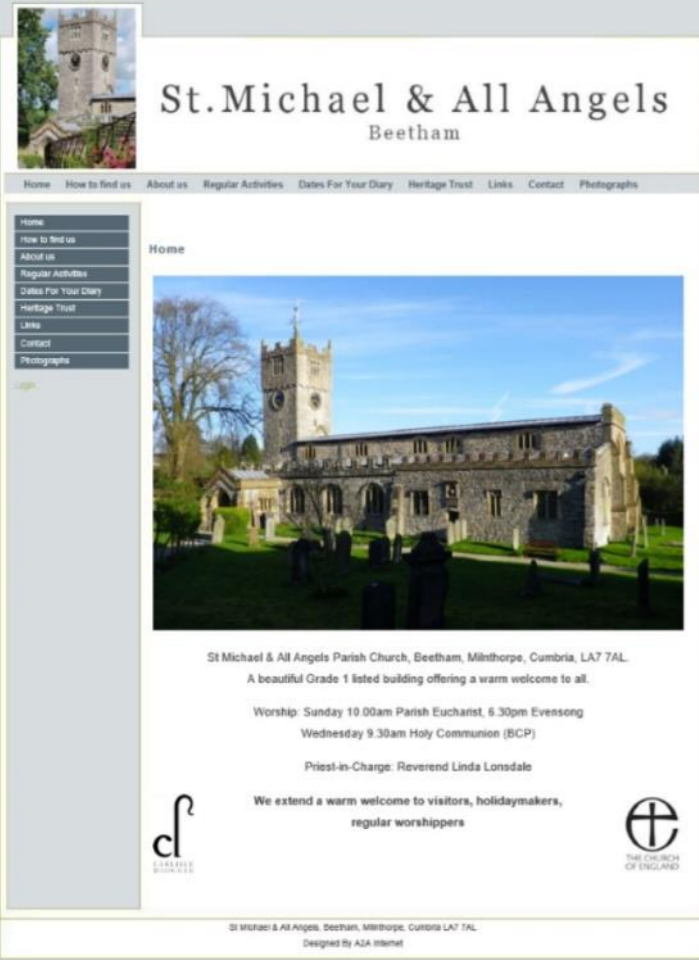 St. Michael & All Angels
Beetham
Home How to find us About us Regular Activities Dates For Your Diary Heritage Trust Links Contact Photographs
Home
How to find us
About us
Regular Activities
Dates For Your Diary
Heritage Trust
Links
Contact
Photographs
Login
Home
St Michael & All Angels Parish Church, Beetham, Milnthorpe, Cumbria, LA7 7AL.
A beautiful Grade 1 listed building offering a warm welcome to all.
Worship: Sunday 10.00am Parish Eucharist, 6.30pm Evensong
Wednesday 9.30am Holy Communion (BCP)
Priest-in-Charge: Reverend Linda Lonsdale
We extend a warm welcome to visitors, holidaymakers,
regular worshippers
CARLISLE
DIOCESE
THE CHURCH
OF ENGLAND
St Michael & All Angels, Beetham, Milnthorpe, Cumbria LA7 7AL
Designed By A2A Internet